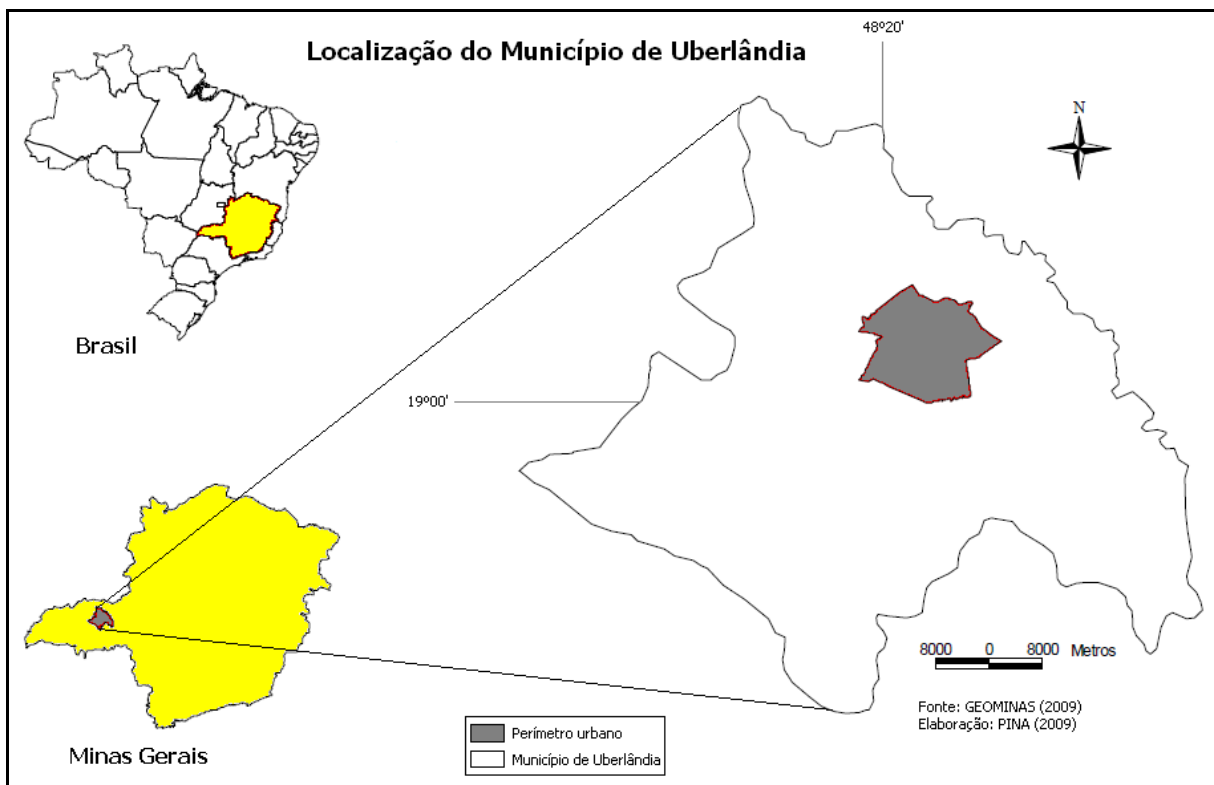 Localização do Município de Uberlândia
48º20'
N
Brasil
19º00'
8000 0 8000 Metros
Fonte: GEOMINAS (2009)
Elaboração: PINA (2009)
Perímetro urbano
Município de Uberlândia
Minas Gerais